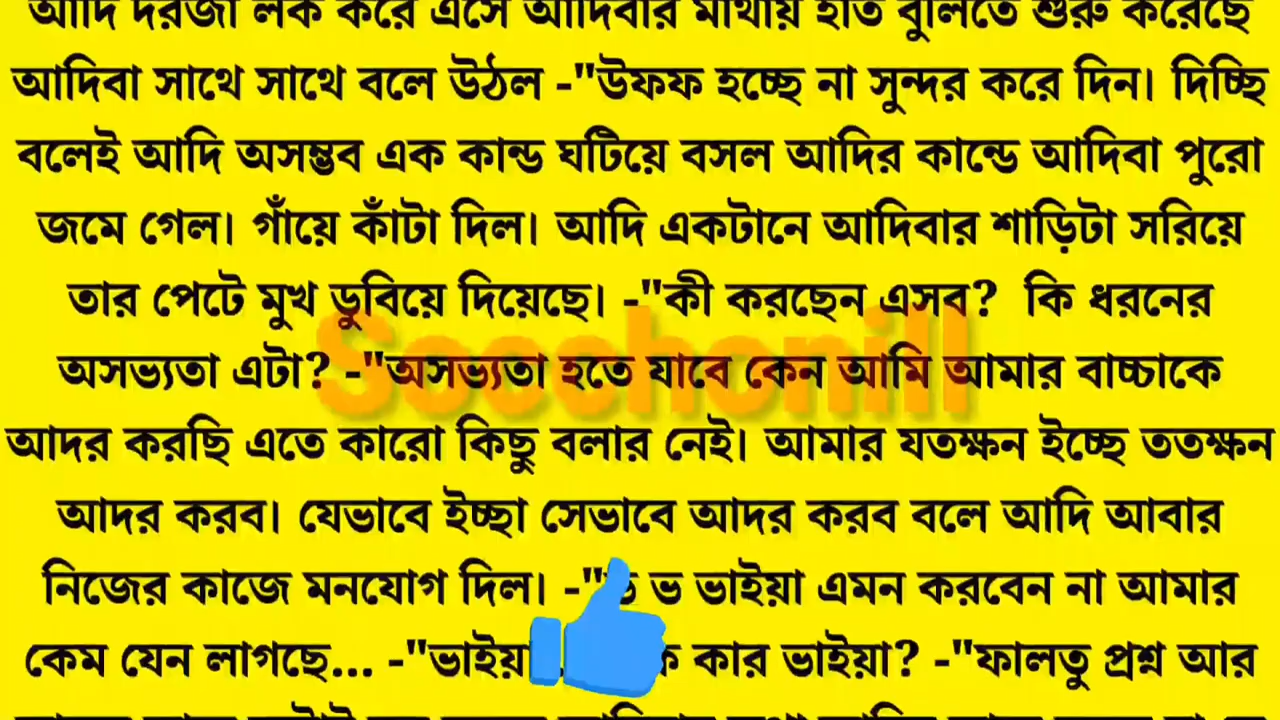 আদি দরজা লক করে এসে আদিবার মাথায় হাত বুলিতে শুরু করেছে
আদিবা সাথে সাথে বলে উঠল -"উফফ হচ্ছে না সুন্দর করে দিন। দিচ্ছি
বলেই আদি অসম্ভব এক কান্ড ঘটিয়ে বসল আদির কান্ডে আদিবা পুরো
জমে গেল। গাঁয়ে কাঁটা দিল। আদি একটানে আদিবার শাড়িটা সরিয়ে
তার পেটে মুখ ডুবিয়ে দিয়েছে। -"কী করছেন এসব? কি ধরনের
অসভ্যতা এটা? -"অসভ্যতা হতে যাবে কেন আমি আমার বাচ্চাকে
আদর করছি এতে কারো কিছু বলার নেই। আমার যতক্ষন ইচ্ছে ততক্ষন
আদর করব। যেভাবে ইচ্ছা সেভাবে আদর করব বলে আদি আবার
নিজের কাজে মনযোগ দিল। -" ভ ভাইয়া এমন করবেন না আমার
কেম যেন লাগছে... -"ভাইয়া কার ভাইয়া? -"ফালতু প্রশ্ন আর